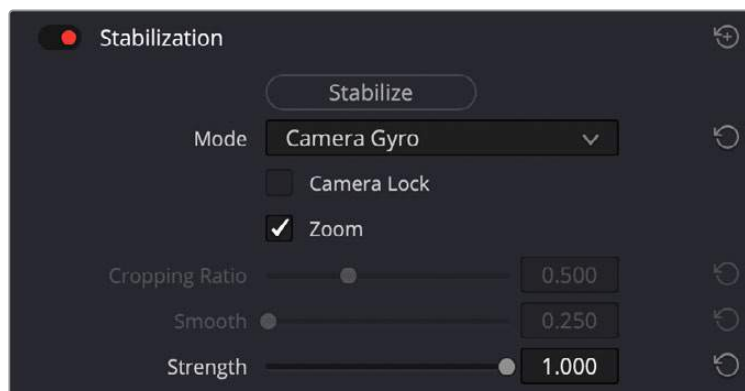 Stabilization
Stabilize
Mode Camera Gyro
Camera Lock
Zoom
Cropping Ratio 0.500
Smooth 0.250
Strength 1.000